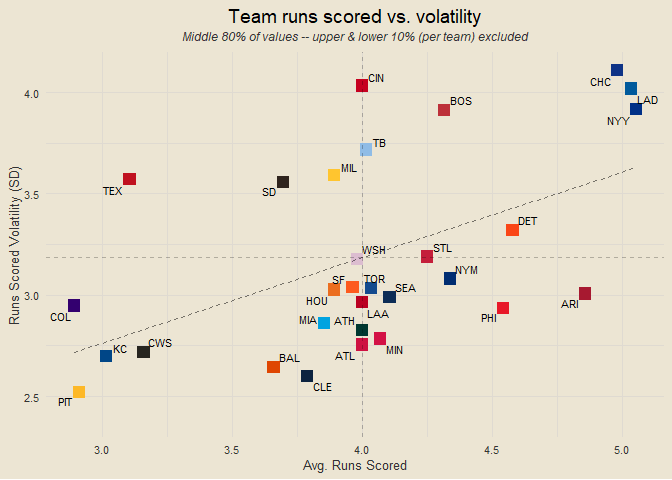 Team runs scored vs. volatility
Middle 80% of values -- upper & lower 10% (per team) excluded
Runs Scored Volatility (SD)
4.0
3.5
3.0
2.5
CIN
CHC
LAD
BOS
NYY
TB
MIL
TEX
SD
DET
WSH
STL
NYM
SF
TOR
SEA
HOU
ARI
COL
LAA
PHI
MIA
ATH
KC
CWS
ATL
MIN
BAL
CLE
PIT
3.0
3.5
4.0
4.5
5.0
Avg. Runs Scored